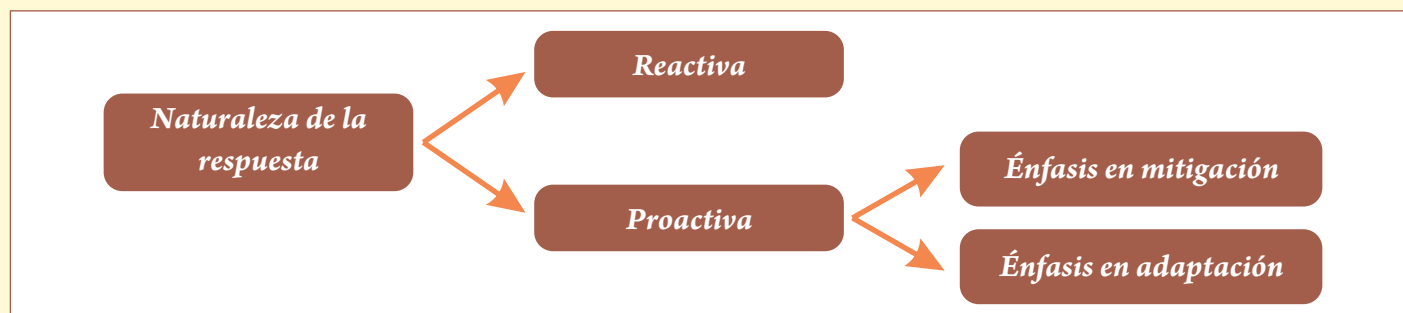 Naturaleza de la
respuesta
Reactiva
Proactiva
Énfasis en mitigación
Énfasis en adaptación